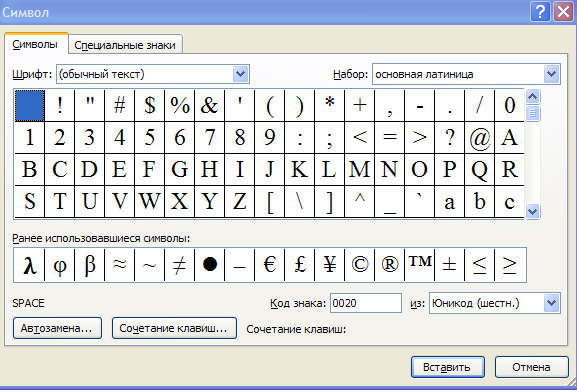 Символ
Символы Специальные знаки
Шрифт: (обычный текст) Набор: основная латиница
! " # $ % & ' ( ) * + , - . / 0
1 2 3 4 5 6 7 8 9 : ; < = > ? @ A
B C D E F G H I J K L M N O P Q R
S T U V W X Y Z [ \ ] ^ _ ` a b c
Ранее использовавшиеся символы:
λ φ β ≈ ~ ≠ ● – € £ ¥ © ® ™ ± ≤ ≥
SPACE Код знака: 0020 из: Юникод (шестн.)
Автозамена... Сочетание клавиш... Сочетание клавиш:
Вставить Отмена